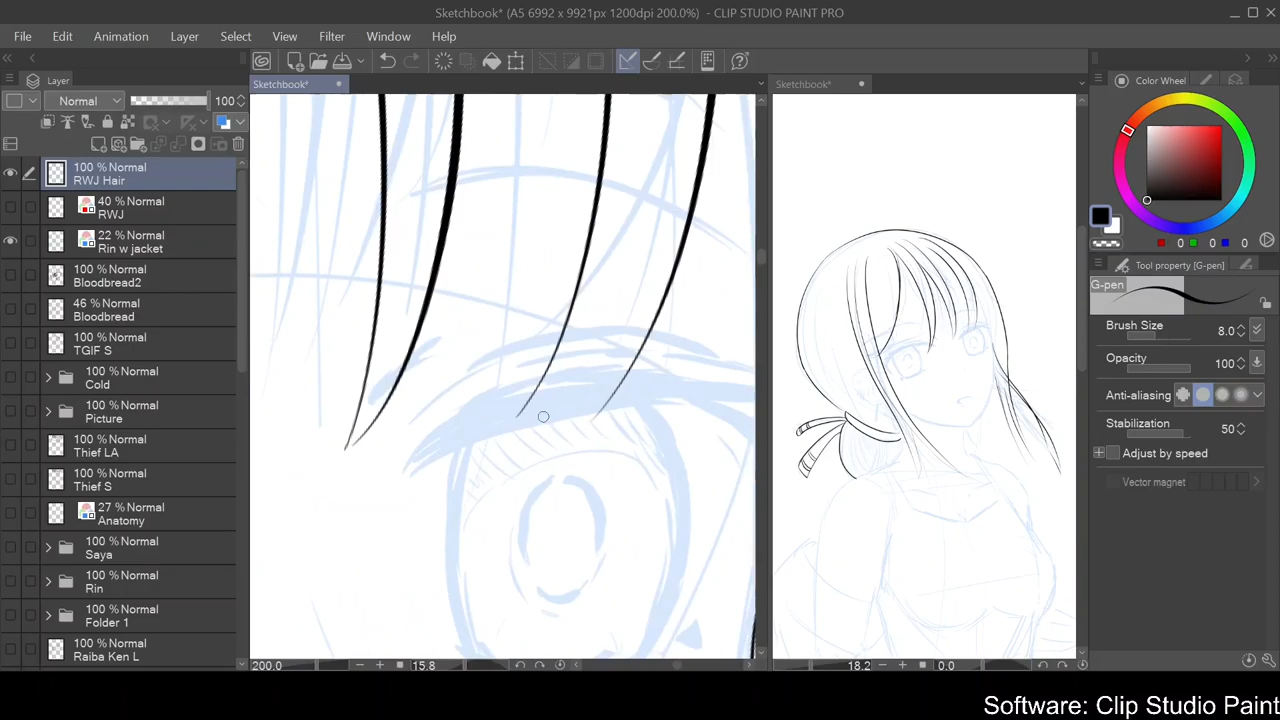 Sketchbook* (A5 6992 x 9921px 1200dpi 200.0%) - CLIP STUDIO PAINT PRO
File Edit Animation Layer Select View Filter Window Help
Layer
Normal 100
100 %Normal
RWJ Hair
40 %Normal
RWJ
22 %Normal
Rin w jacket
100 %Normal
Bloodbread2
46 %Normal
Bloodbread
100 %Normal
TGIF S
100 %Normal
Cold
100 %Normal
Picture
100 %Normal
Thief LA
100 %Normal
Thief S
27 %Normal
Anatomy
100 %Normal
Saya
100 %Normal
Rin
100 %Normal
Folder 1
100 %Normal
Raiba Ken L
Sketchbook*
200.0 15.8
Sketchbook*
18.2 0.0
Color Wheel
0 0 0
Tool property [G-pen]
G-pen
Brush Size 8.0
Opacity 100
Anti-aliasing
Stabilization 50
Adjust by speed
Vector magnet
Software: Clip Studio Paint